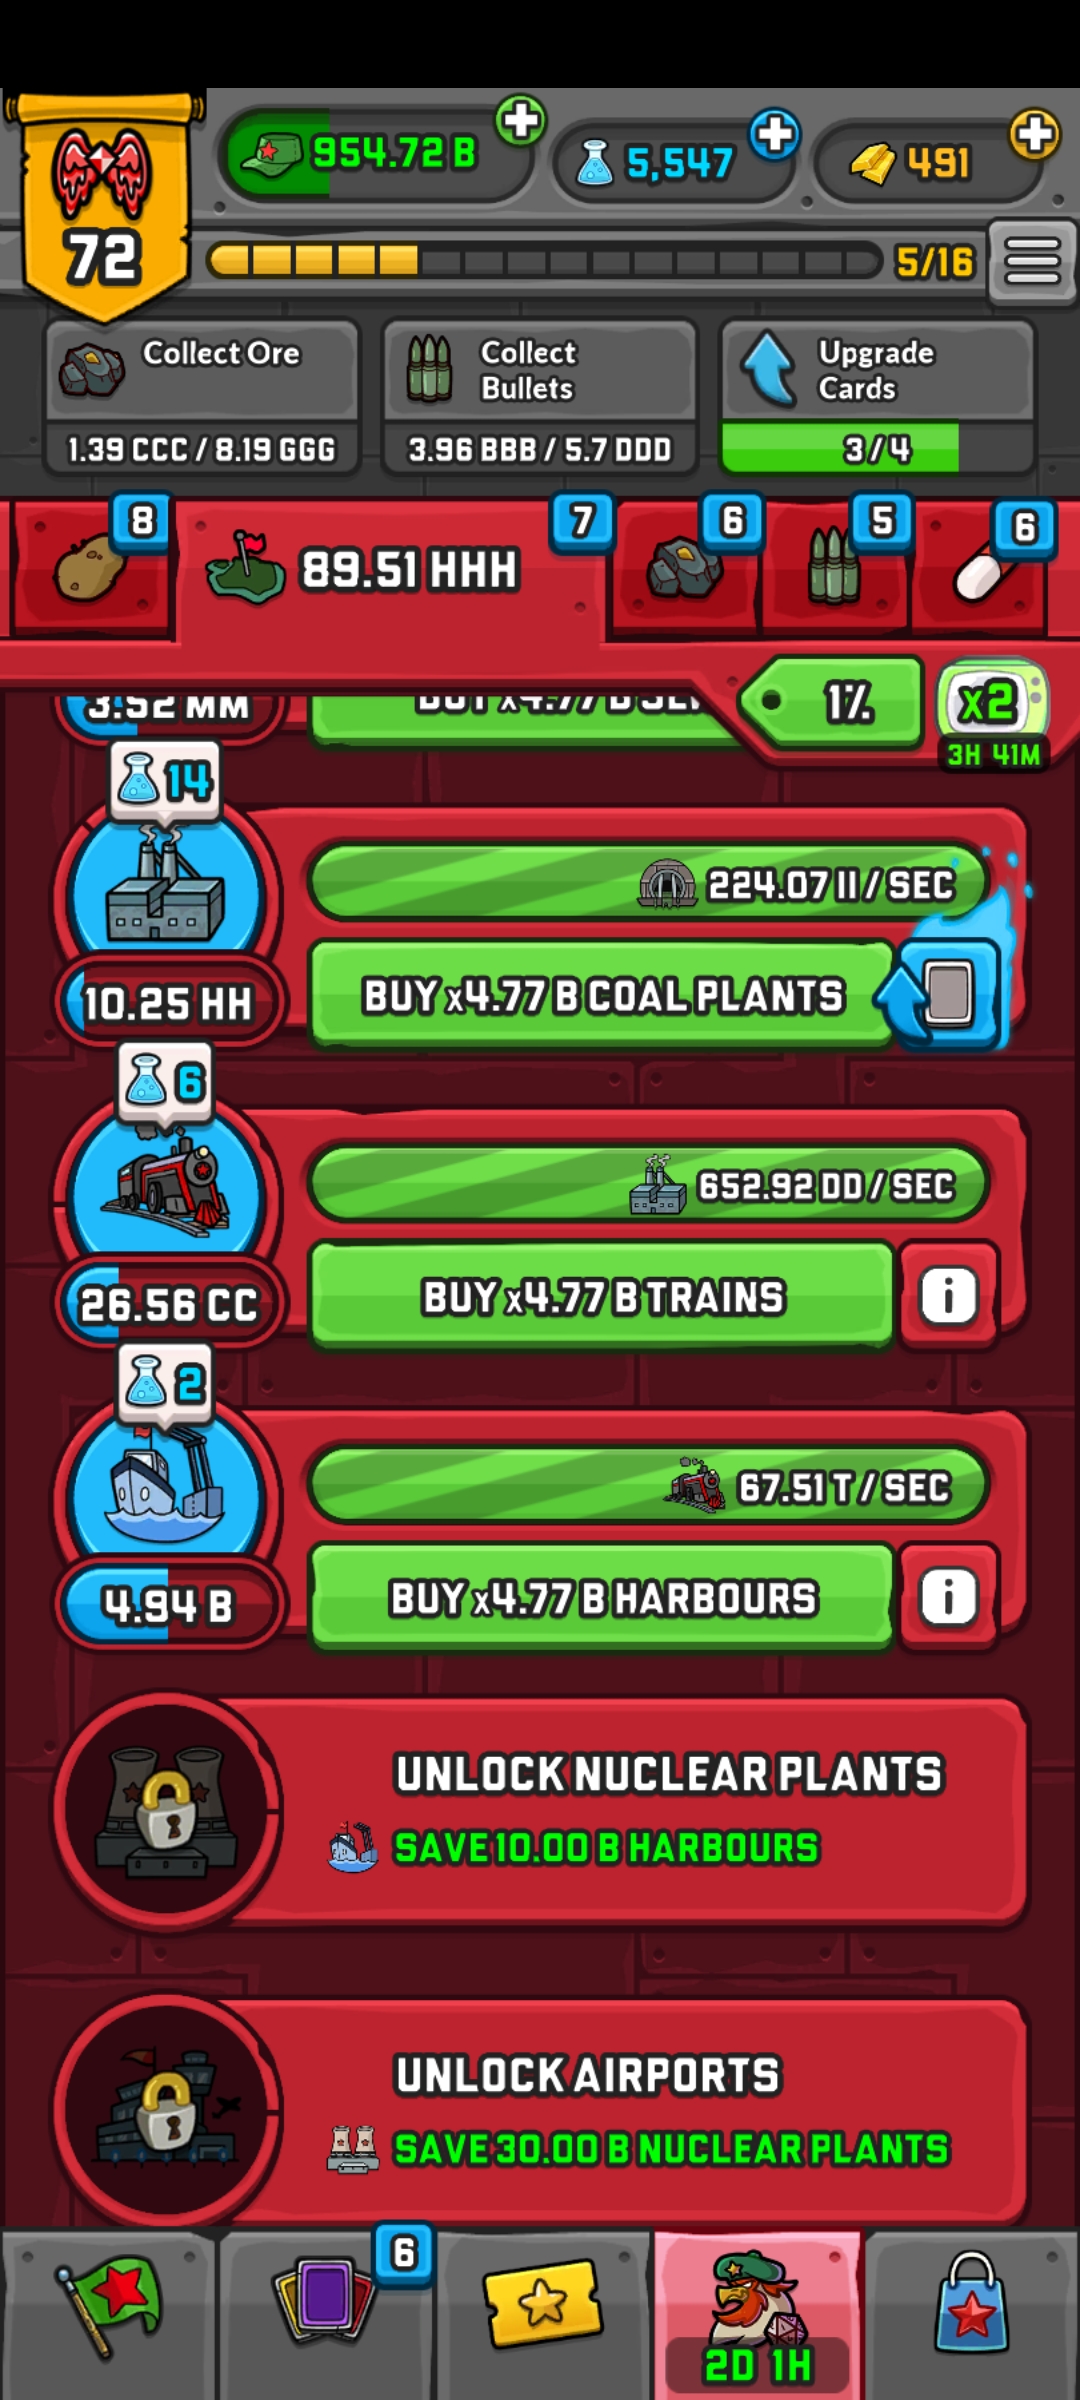 954.72 B
5,547
491
72
5/16
Collect Ore
1.39 CCC / 8.19 GGG
Collect
Bullets
3.96 BBB / 5.7 DDD
Upgrade
Cards
3/4
8
89.51 HHH
7
6
5
6
1%
x2
3H 41M
3.52 MM
14
224.07 II / SEC
10.25 HH
BUY x4.77 B COAL PLANTS
6
652.92 DD / SEC
26.56 CC
BUY x4.77 B TRAINS
i
2
67.51 T / SEC
4.94 B
BUY x4.77 B HARBOURS
i
UNLOCK NUCLEAR PLANTS
SAVE 10.00 B HARBOURS
UNLOCK AIRPORTS
SAVE 30.00 B NUCLEAR PLANTS
6
2D 1H